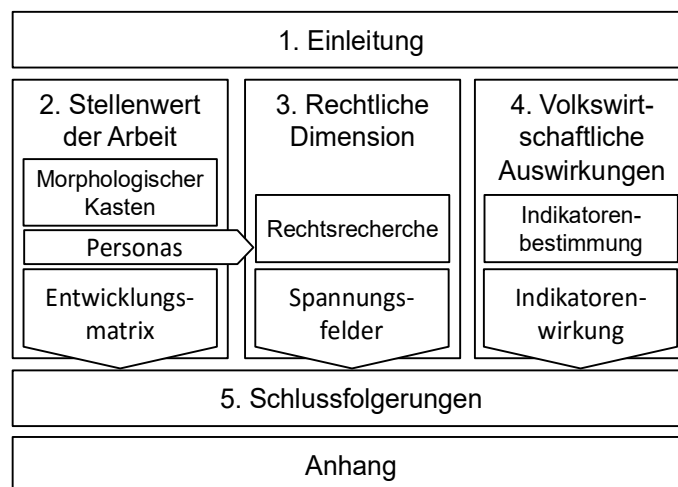 1. Einleitung
2. Stellenwert
der Arbeit
Morphologischer
Kasten
Personas
Entwicklungs-
matrix
3. Rechtliche
Dimension
Rechtsrecherche
Spannungs-
felder
4. Volkswirt-
schaftliche
Auswirkungen
Indikatoren-
bestimmung
Indikatoren-
wirkung
5. Schlussfolgerungen
Anhang